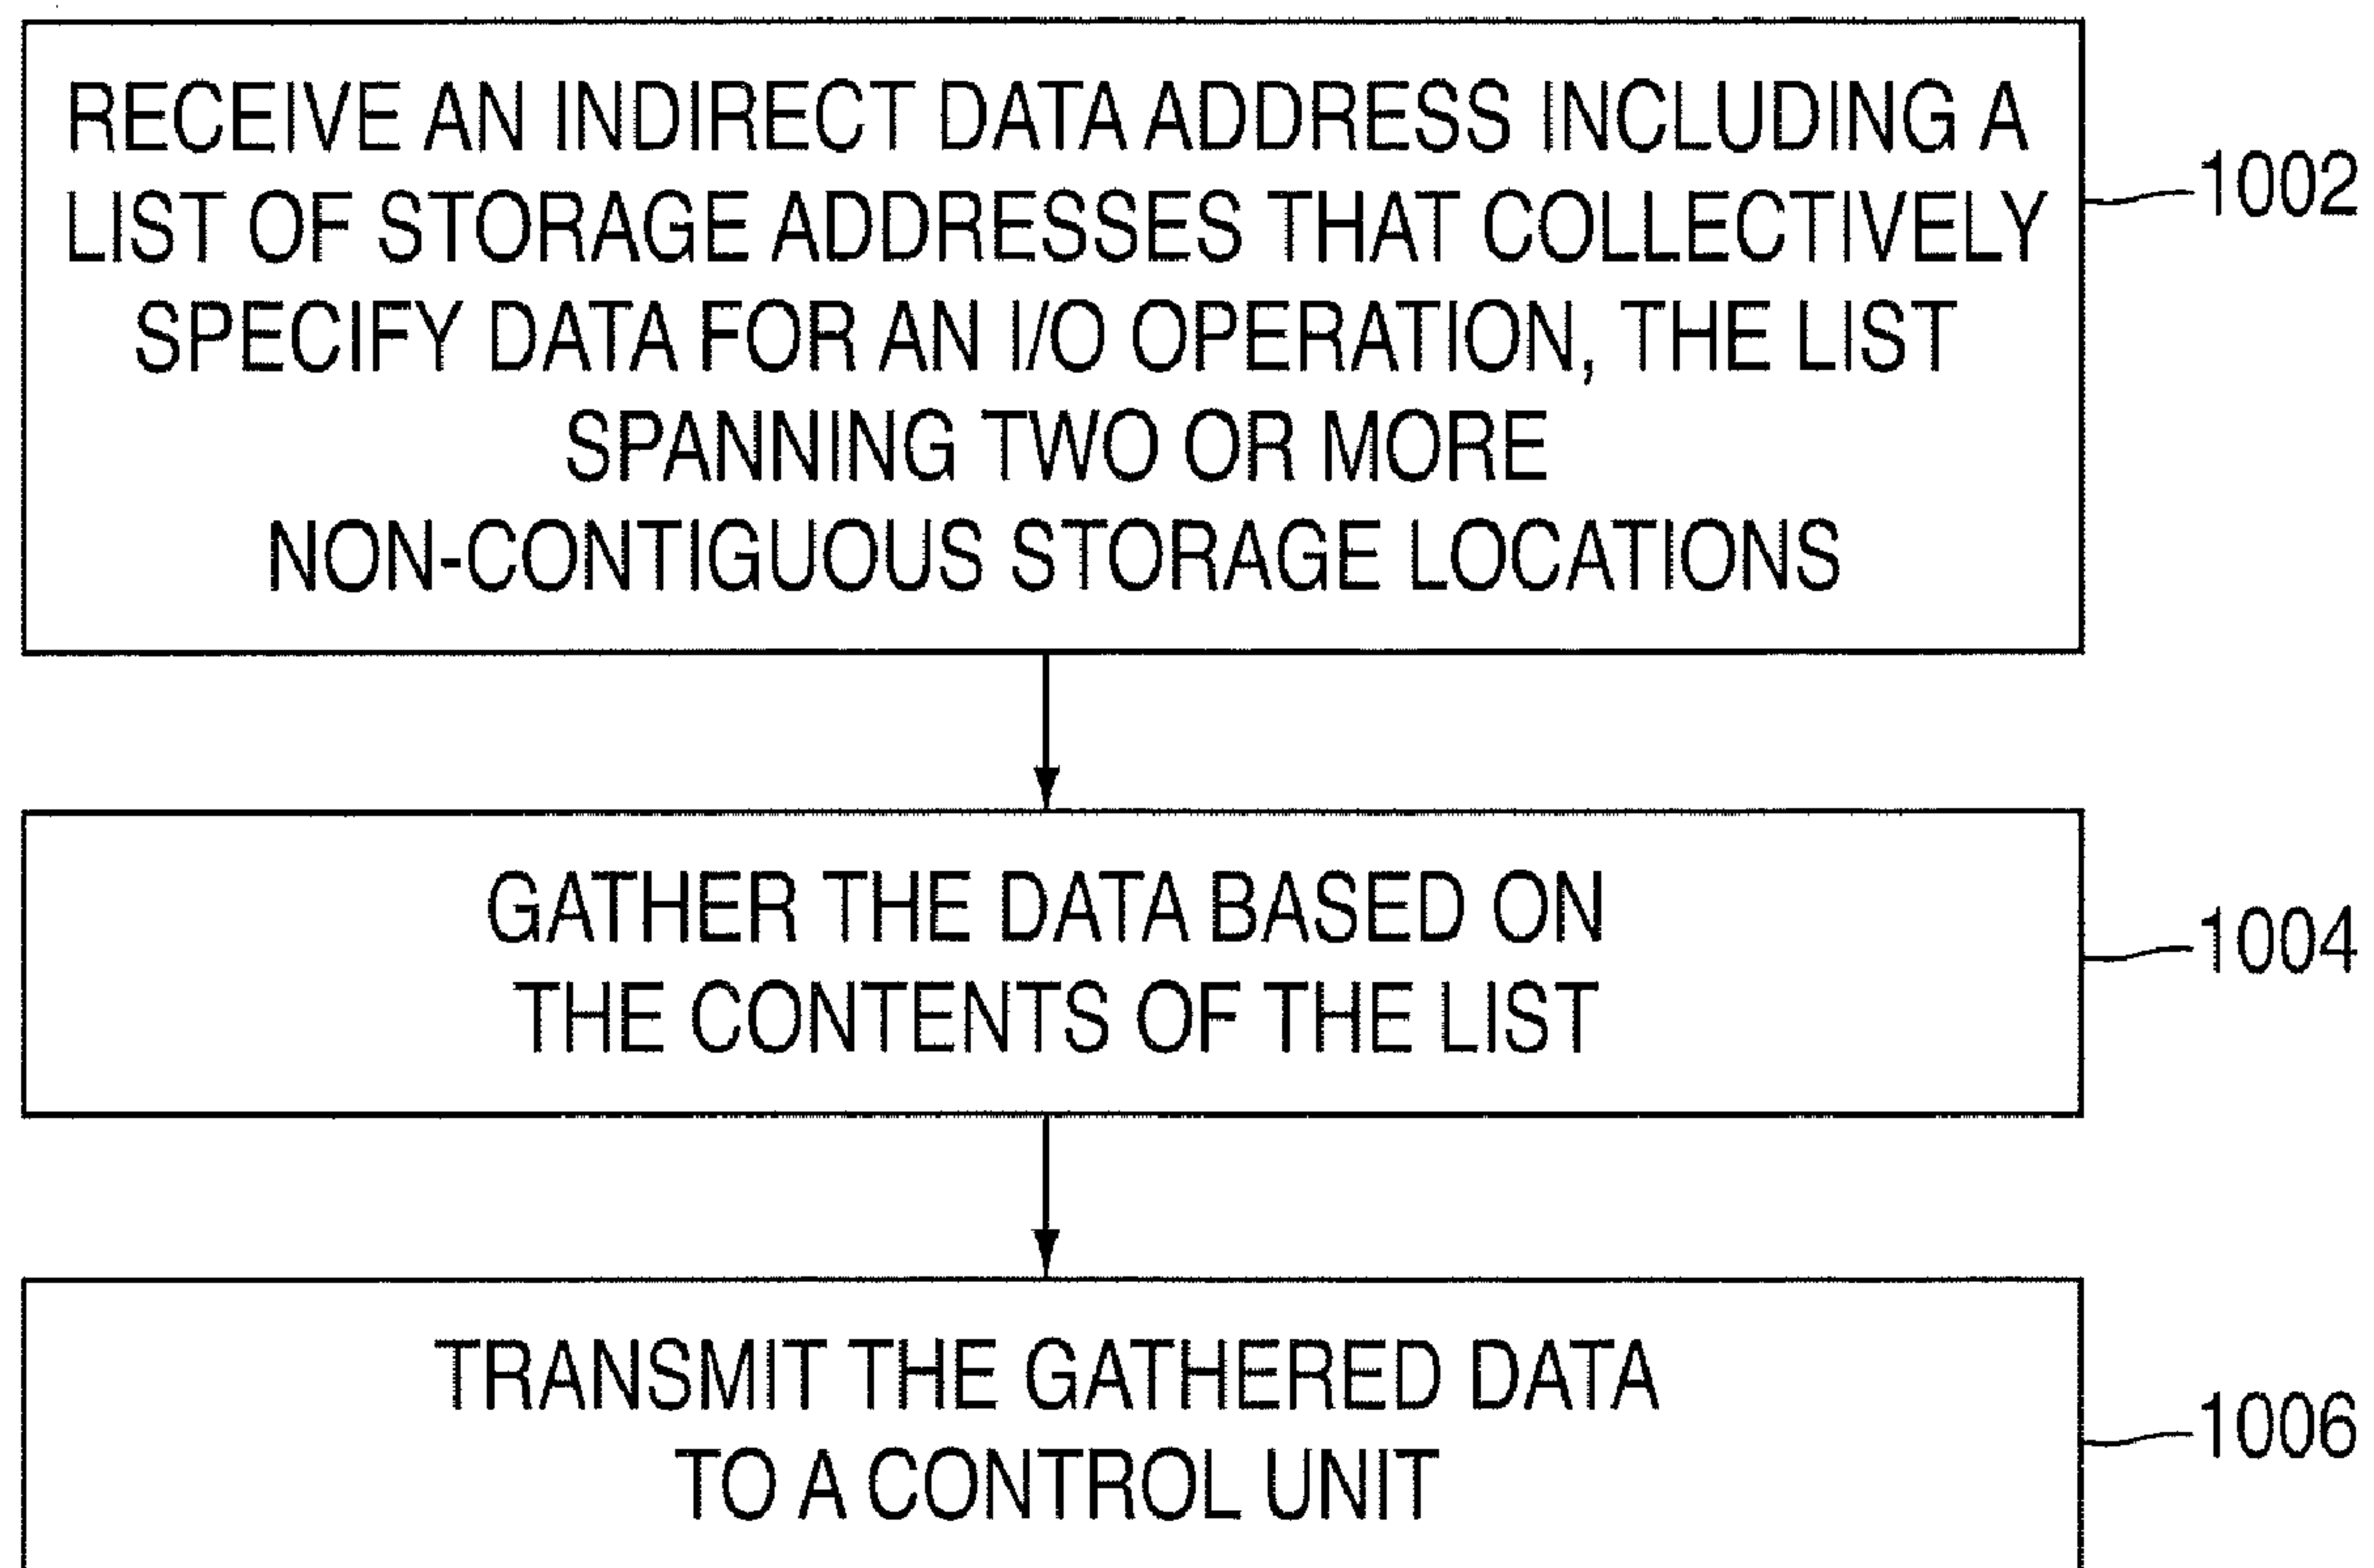 RECEIVE AN INDIRECT DATA ADDRESS INCLUDING A
LIST OF STORAGE ADDRESSES THAT COLLECTIVELY
SPECIFY DATA FOR AN I/O OPERATION, THE LIST
SPANNING TWO OR MORE
NON-CONTIGUOUS STORAGE LOCATIONS
1002
GATHER THE DATA BASED ON
THE CONTENTS OF THE LIST
1004
TRANSMIT THE GATHERED DATA
TO A CONTROL UNIT
1006